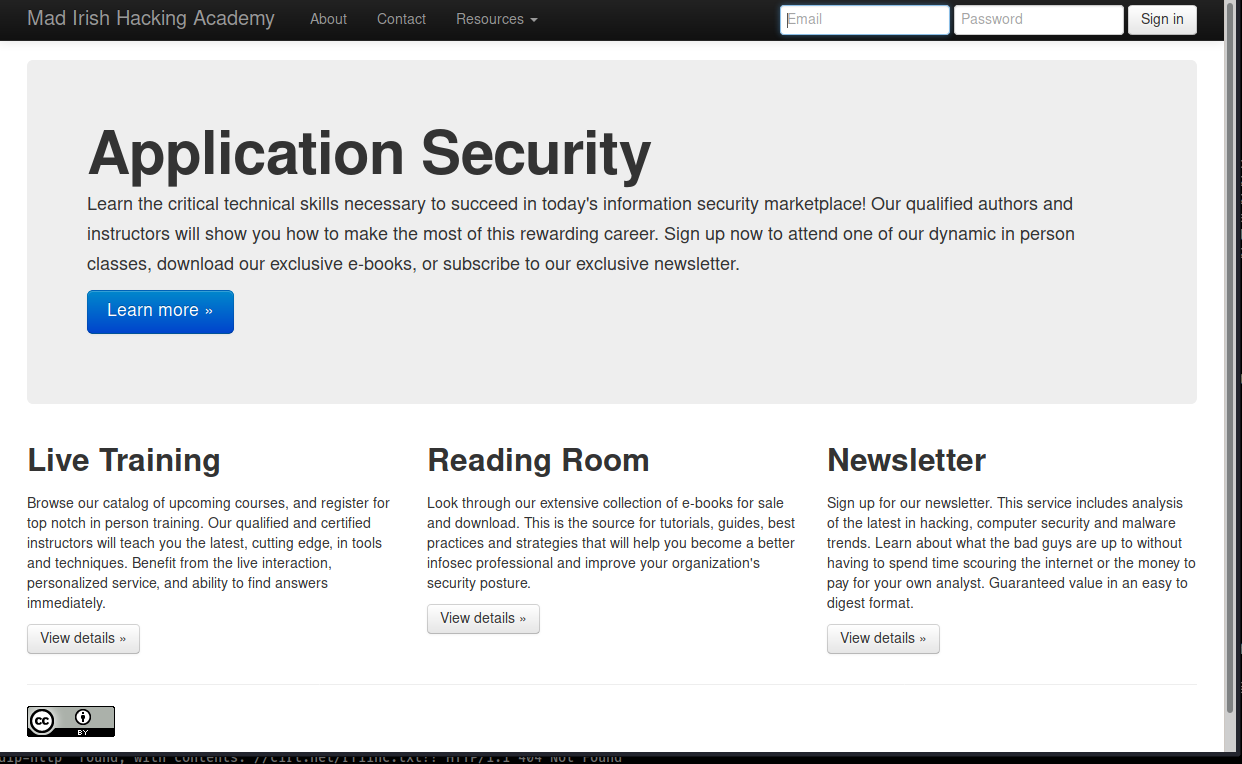 Mad Irish Hacking Academy About Contact Resources Email Password Sign in
Application Security
Learn the critical technical skills necessary to succeed in today's information security marketplace! Our qualified authors and
instructors will show you how to make the most of this rewarding career. Sign up now to attend one of our dynamic in person
classes, download our exclusive e-books, or subscribe to our exclusive newsletter.
Learn more »
Live Training
Browse our catalog of upcoming courses, and register for
top notch in person training. Our qualified and certified
instructors will teach you the latest, cutting edge, in tools
and techniques. Benefit from the live interaction,
personalized service, and ability to find answers
immediately.
View details »
Reading Room
Look through our extensive collection of e-books for sale
and download. This is the source for tutorials, guides, best
practices and strategies that will help you become a better
infosec professional and improve your organization's
security posture.
View details »
Newsletter
Sign up for our newsletter. This service includes analysis
of the latest in hacking, computer security and malware
trends. Learn about what the bad guys are up to without
having to spend time scouring the internet or the money to
pay for your own analyst. Guaranteed value in an easy to
digest format.
View details »
cc BY
found, with contents: HTTP/1.1 404 Not Found